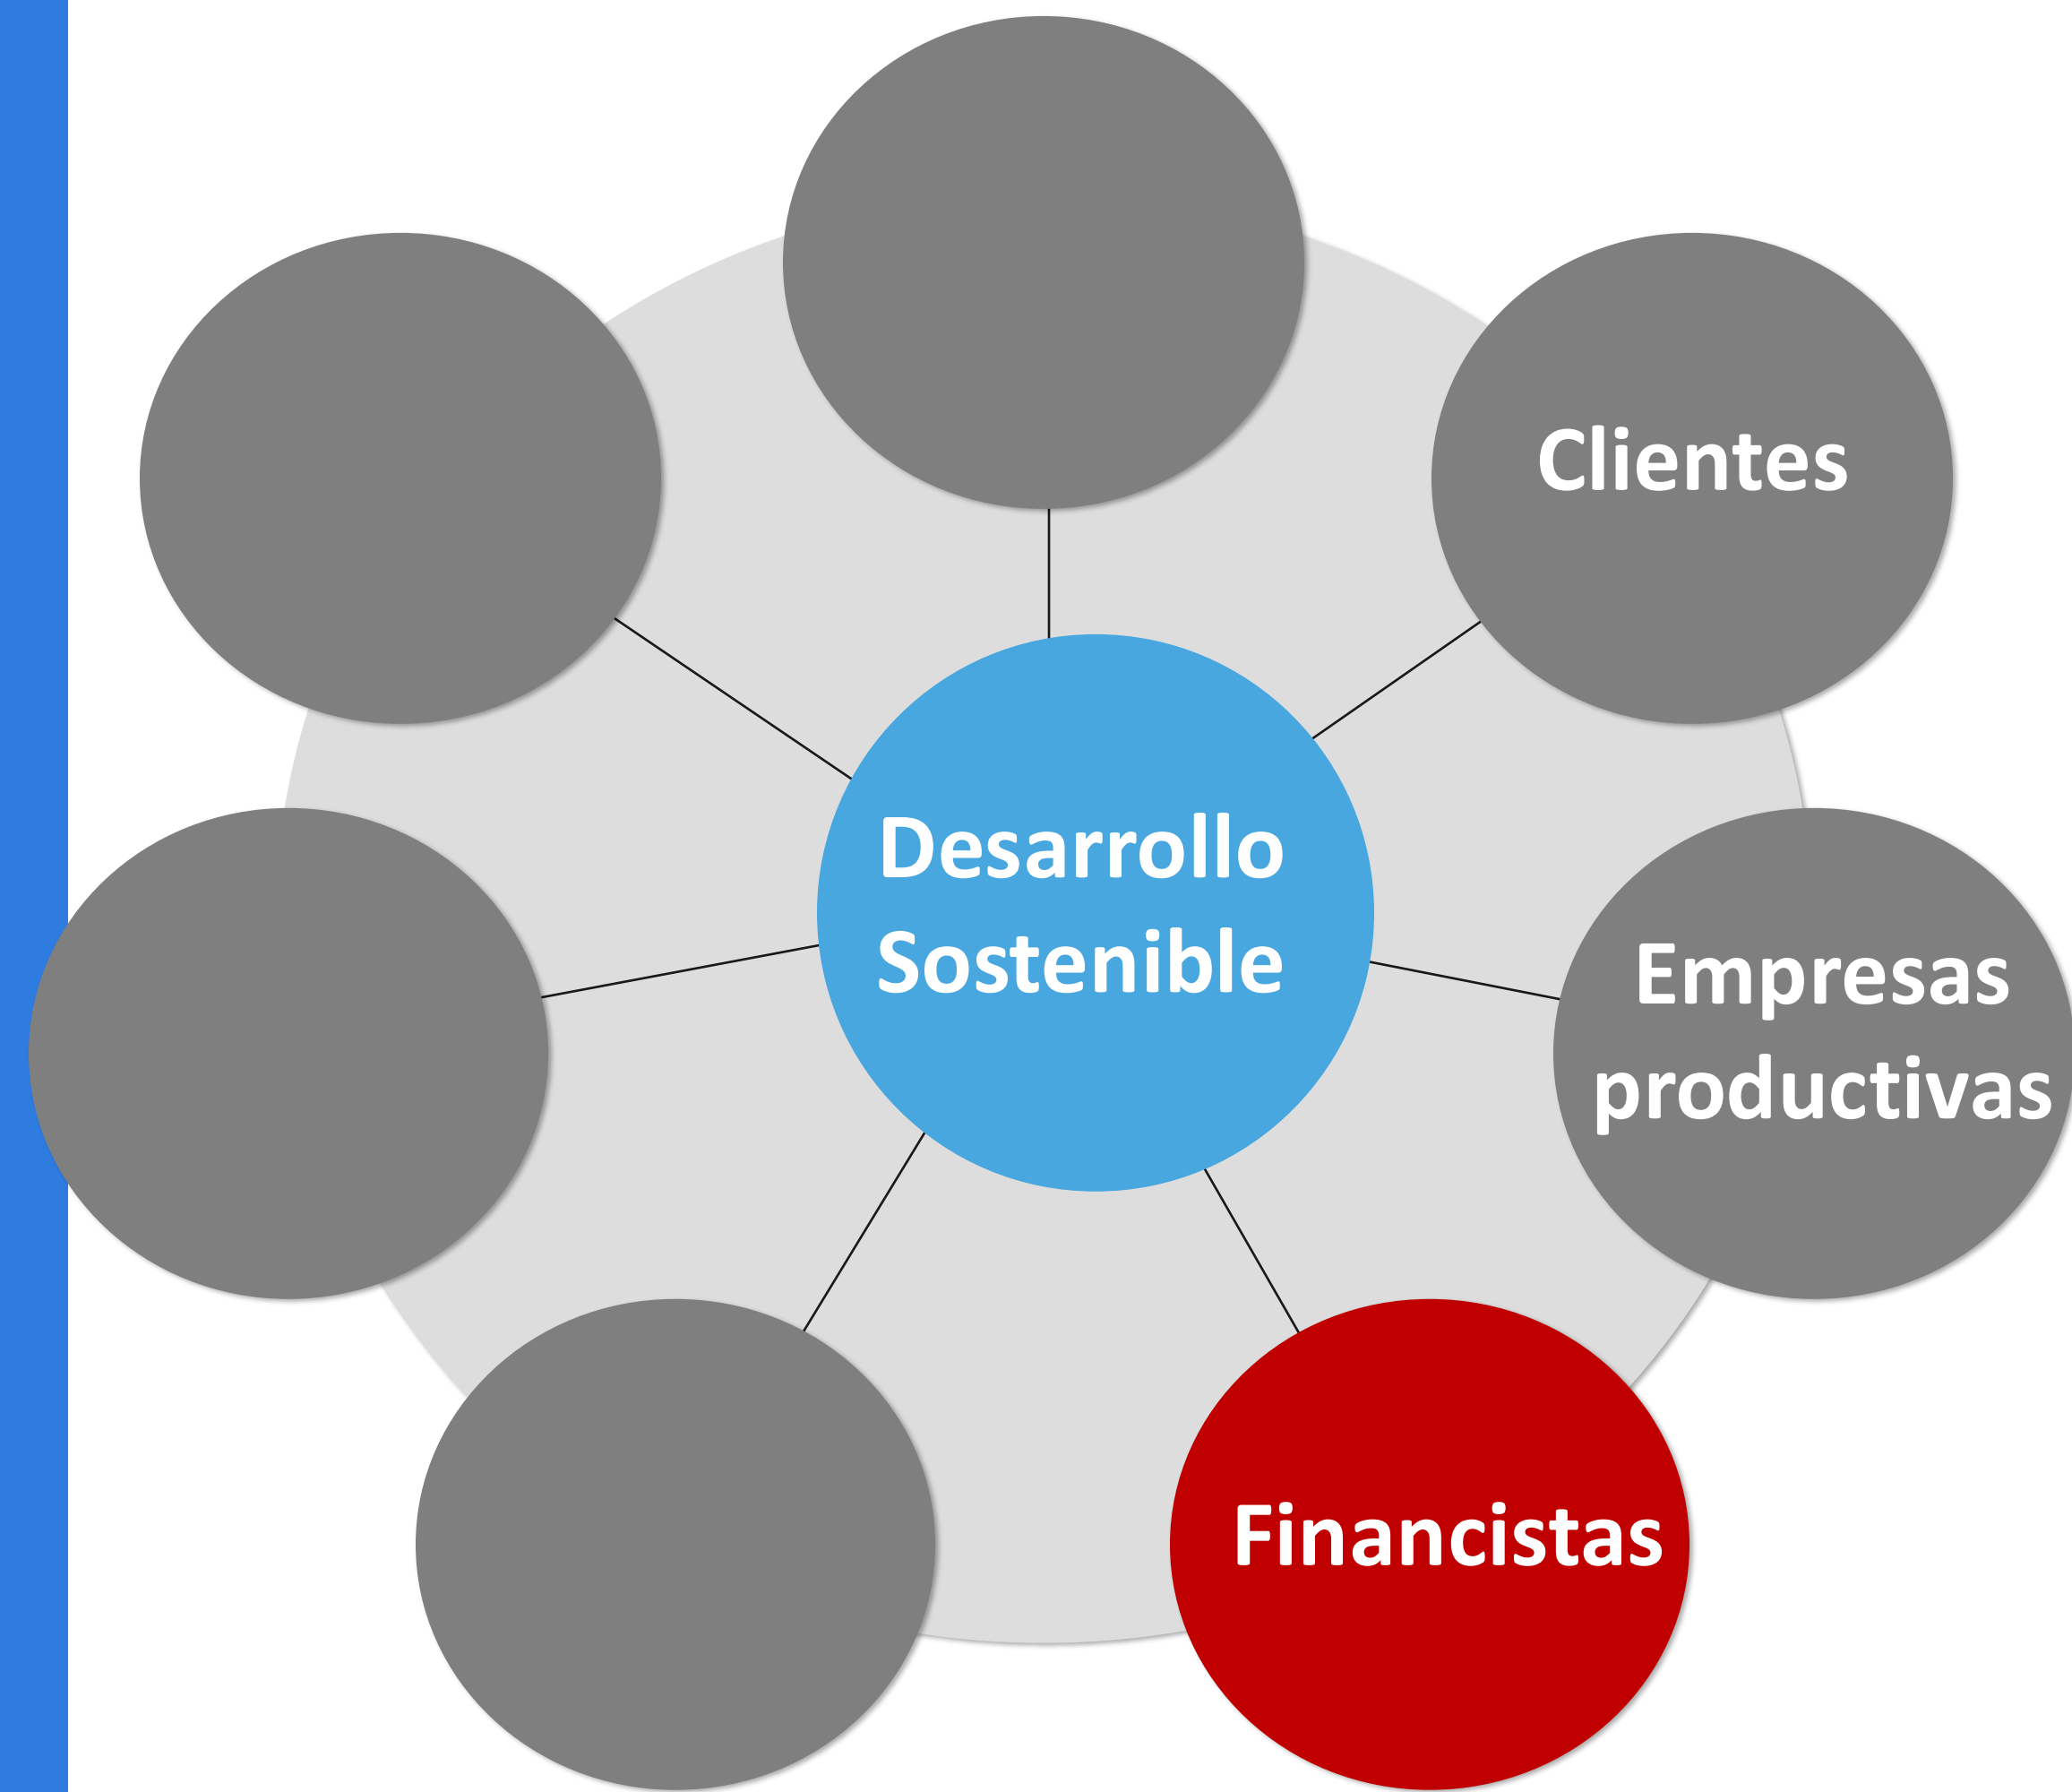 Clientes
Desarrollo
Sostenible
Empresas
productivas
Financistas